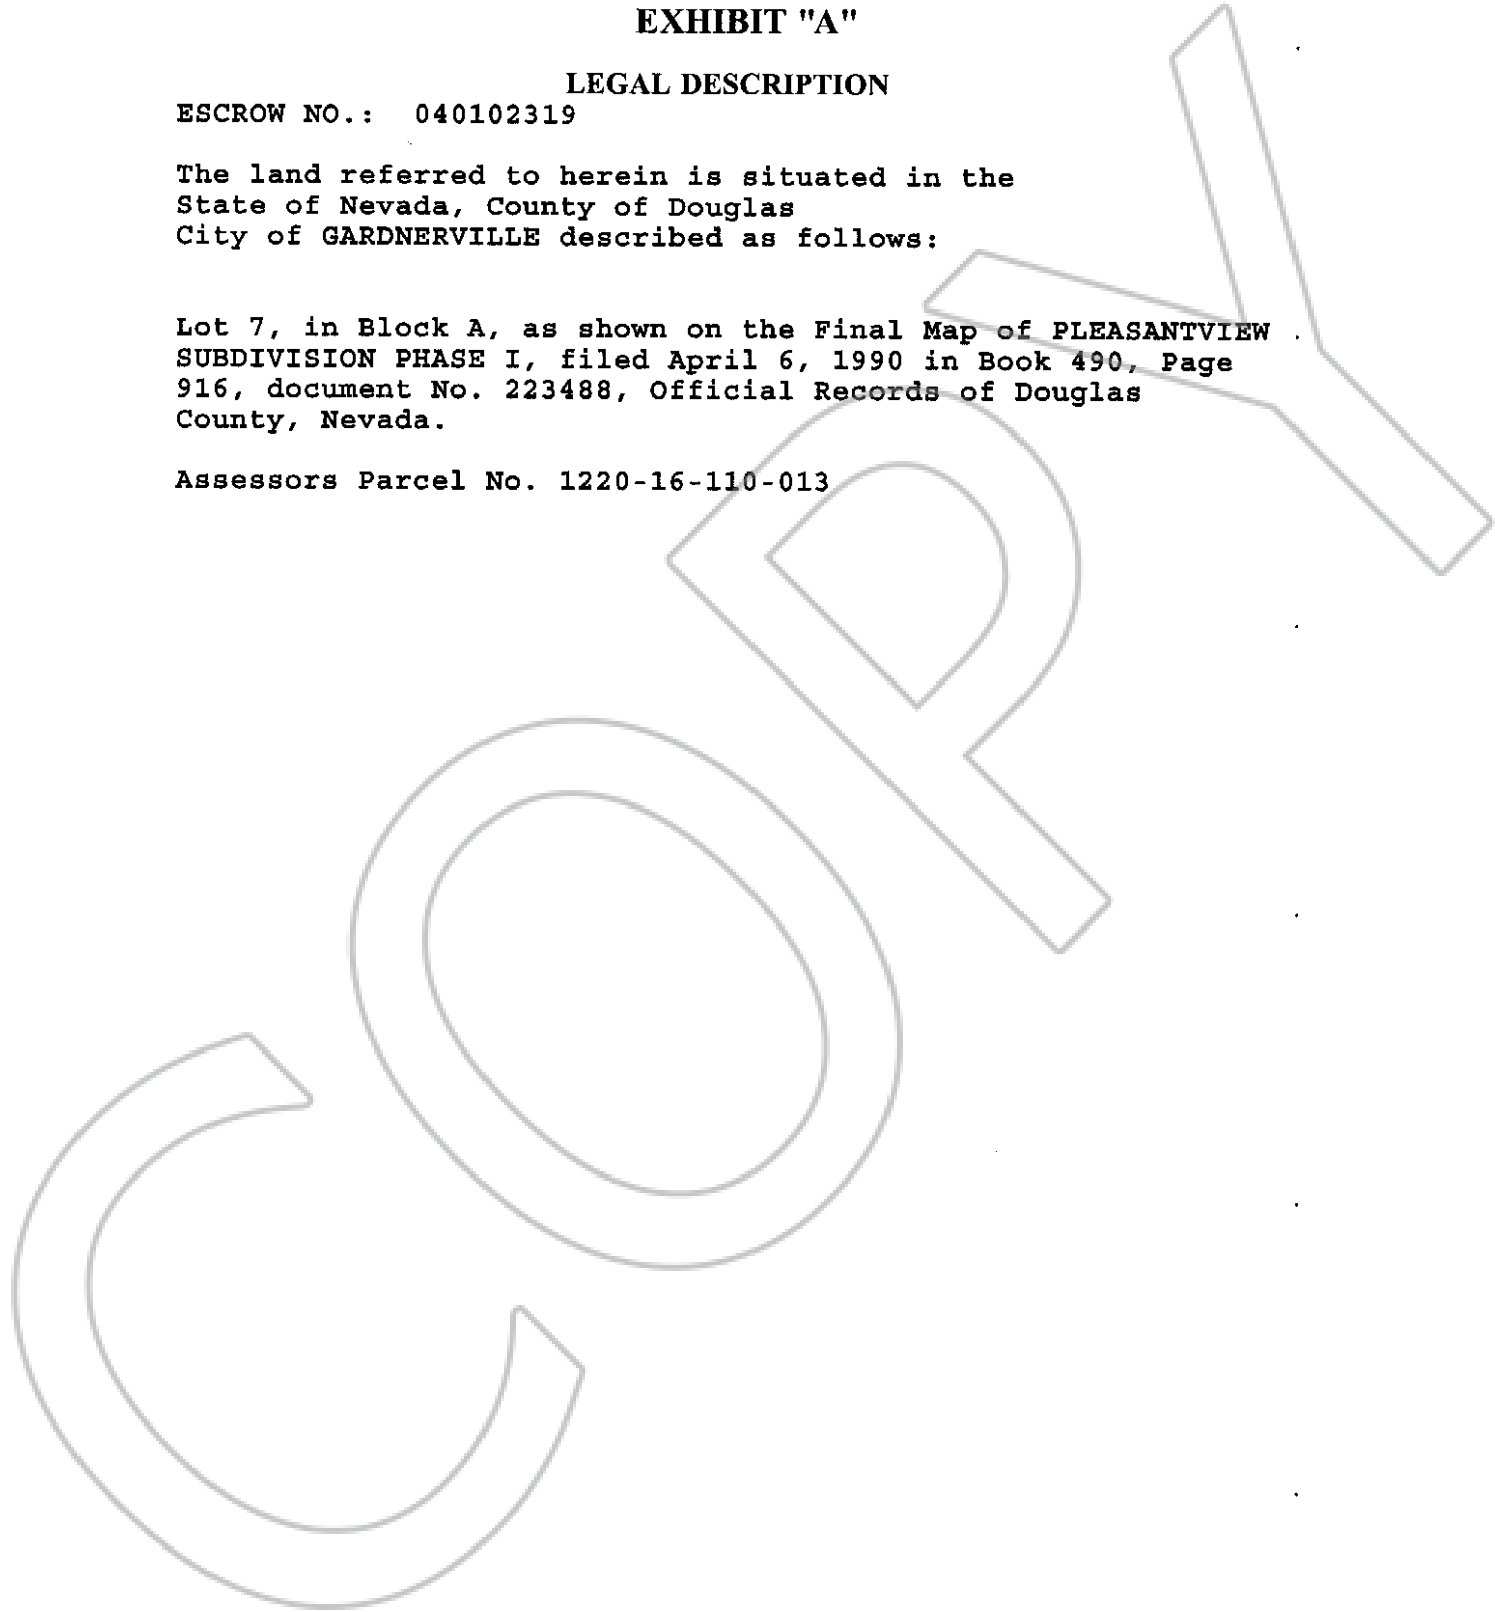 EXHIBIT "A"
LEGAL DESCRIPTION
ESCROW NO.: 040102319
The land referred to herein is situated in the
State of Nevada, County of Douglas
City of GARDNERVILLE described as follows:
Lot 7, in Block A, as shown on the Final Map of PLEASANTVIEW
SUBDIVISION PHASE I, filed April 6, 1990 in Book 490, Page
916, document No. 223488, Official Records of Douglas
County, Nevada.
Assessors Parcel No. 1220-16-110-013
COPY